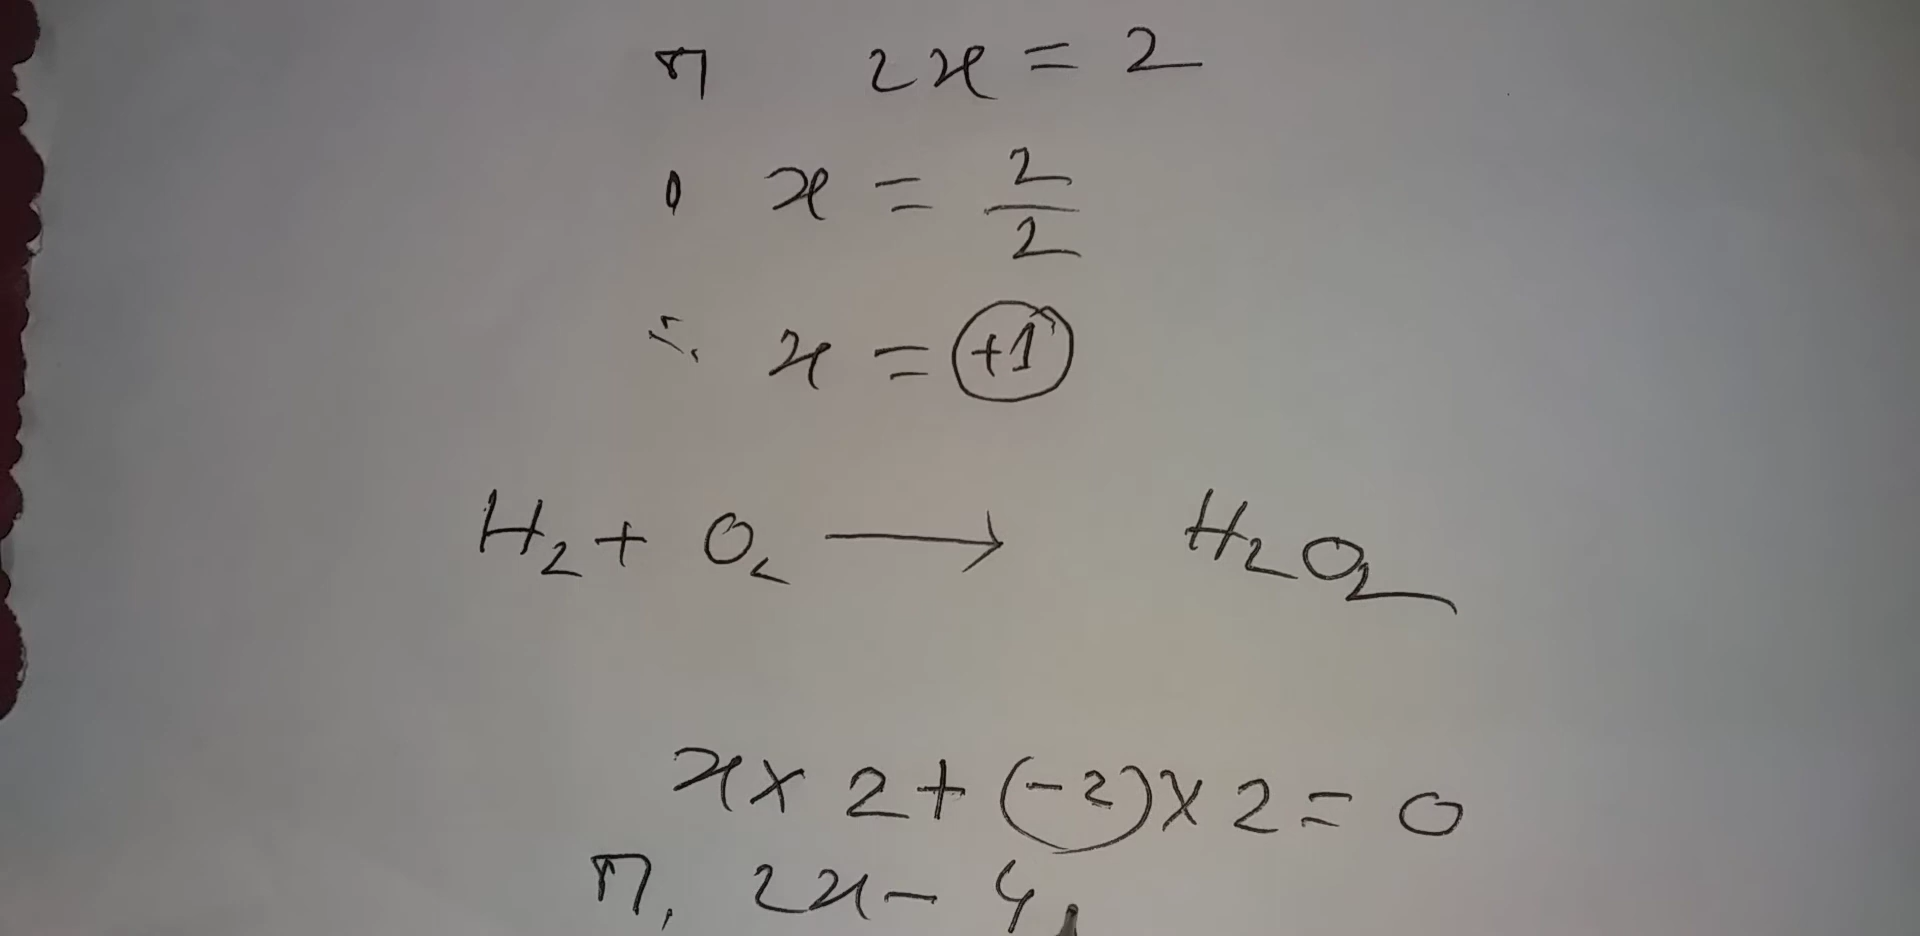 বা 2x = 2
বা x = 2/2
∴ x = +1
H₂ + O₂ → H₂O₂
x × 2 + (-2) × 2 = 0
বা, 2x - 4